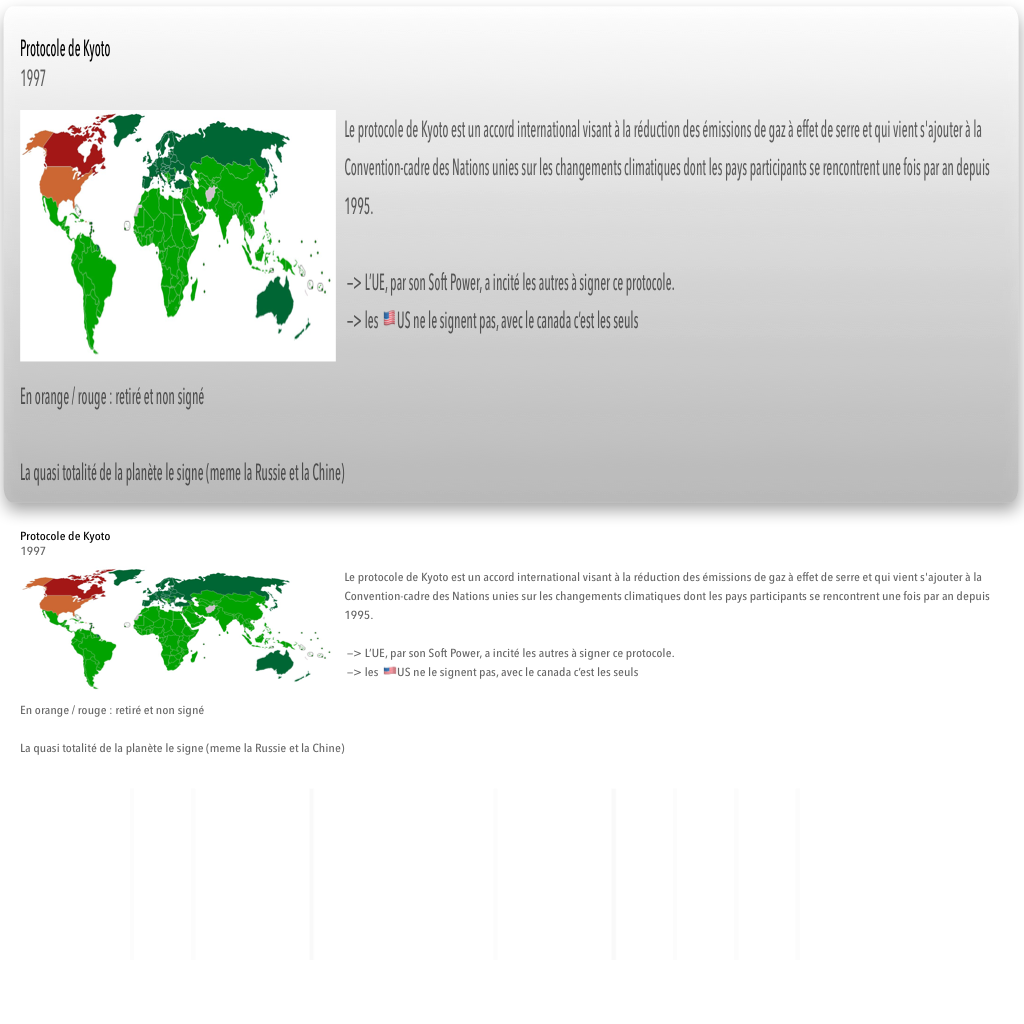 Protocole de Kyoto
1997
Le protocole de Kyoto est un accord international visant à la réduction des émissions de gaz à effet de serre et qui vient s'ajouter à la
Convention-cadre des Nations unies sur les changements climatiques dont les pays participants se rencontrent une fois par an depuis
1995.
—> L'UE, par son Soft Power, a incité les autres à signer ce protocole.
—> les 🇺🇸US ne le signent pas, avec le canada c'est les seuls
En orange / rouge : retiré et non signé
La quasi totalité de la planète le signe (meme la Russie et la Chine)
Protocole de Kyoto
1997
Le protocole de Kyoto est un accord international visant à la réduction des émissions de gaz à effet de serre et qui vient s'ajouter à la
Convention-cadre des Nations unies sur les changements climatiques dont les pays participants se rencontrent une fois par an depuis
1995.
—> L'UE, par son Soft Power, a incité les autres à signer ce protocole.
—> les 🇺🇸US ne le signent pas, avec le canada c'est les seuls
En orange / rouge : retiré et non signé
La quasi totalité de la planète le signe (meme la Russie et la Chine)